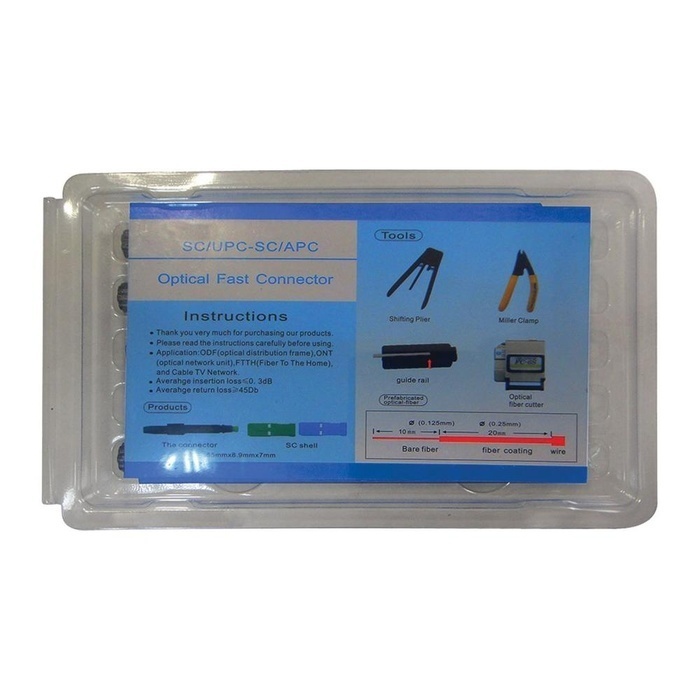 SC/UPC-SC/APC
Optical Fast Connector
Instructions
• Thank you very much for purchasing our products.
• Please read the instructions carefully before using.
• Application:ODF(optical distribution frame),ONT
(optical network unit),FTTH(Fiber To The Home),
and Cable TV Network.
• Averahge insertion loss≤0. 3dB
• Averahge return loss≥45Db
Products
The connector
SC shell
55mmx8.9mmx7mm
Tools
Shifting Plier
Miller Clamp
guide rail
Optical
fiber cutter
Prefabricated
optical-fiber
ø (0.125mm)
ø (0.25mm)
10mm
20mm
Bare fiber
fiber coating
wire